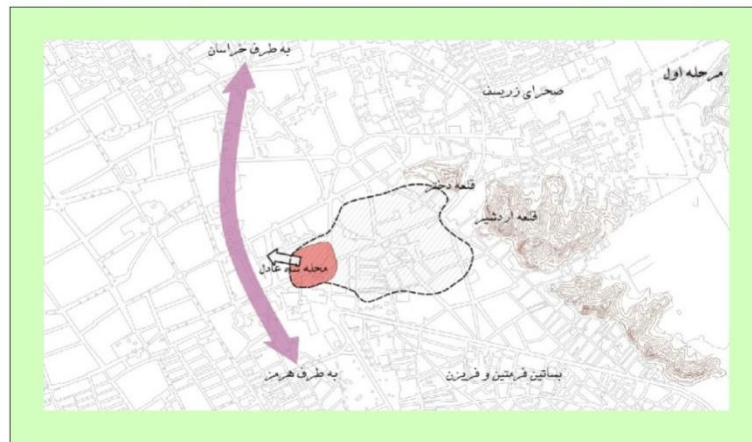 به طرف خراسان
مرحله اول
صحرای زریسف
قلعه دختر
قلعه اردشیر
محله شاه عادل
به طرف هرمز
بساتین فرمتین و فریزن